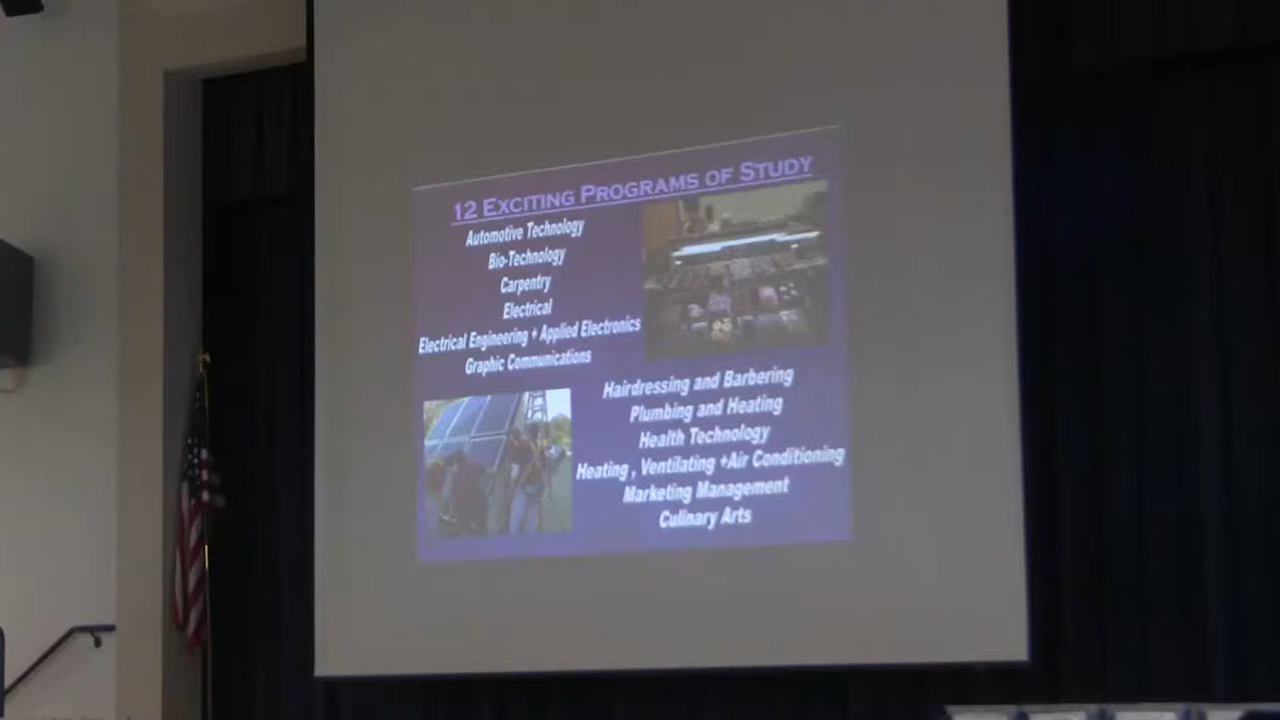 12 Exciting Programs of Study
Automotive Technology
Bio-Technology
Carpentry
Electrical
Electrical Engineering + Applied Electronics
Graphic Communications
Hairdressing and Barbering
Plumbing and Heating
Health Technology
Heating , Ventilating +Air Conditioning
Marketing Management
Culinary Arts